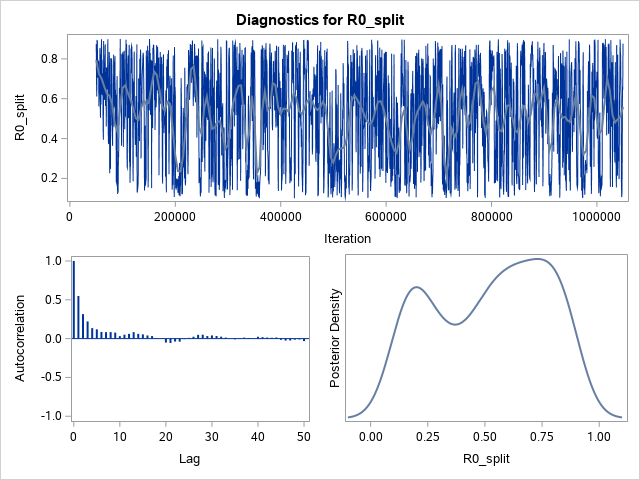 Diagnostics for R0_split
R0_split
0.8
0.6
0.4
0.2
0 200000 400000 600000 800000 1000000
Iteration
Autocorrelation
1.0
0.5
0.0
-0.5
-1.0
0 10 20 30 40 50
Lag
Posterior Density
0.00 0.25 0.50 0.75 1.00
R0_split